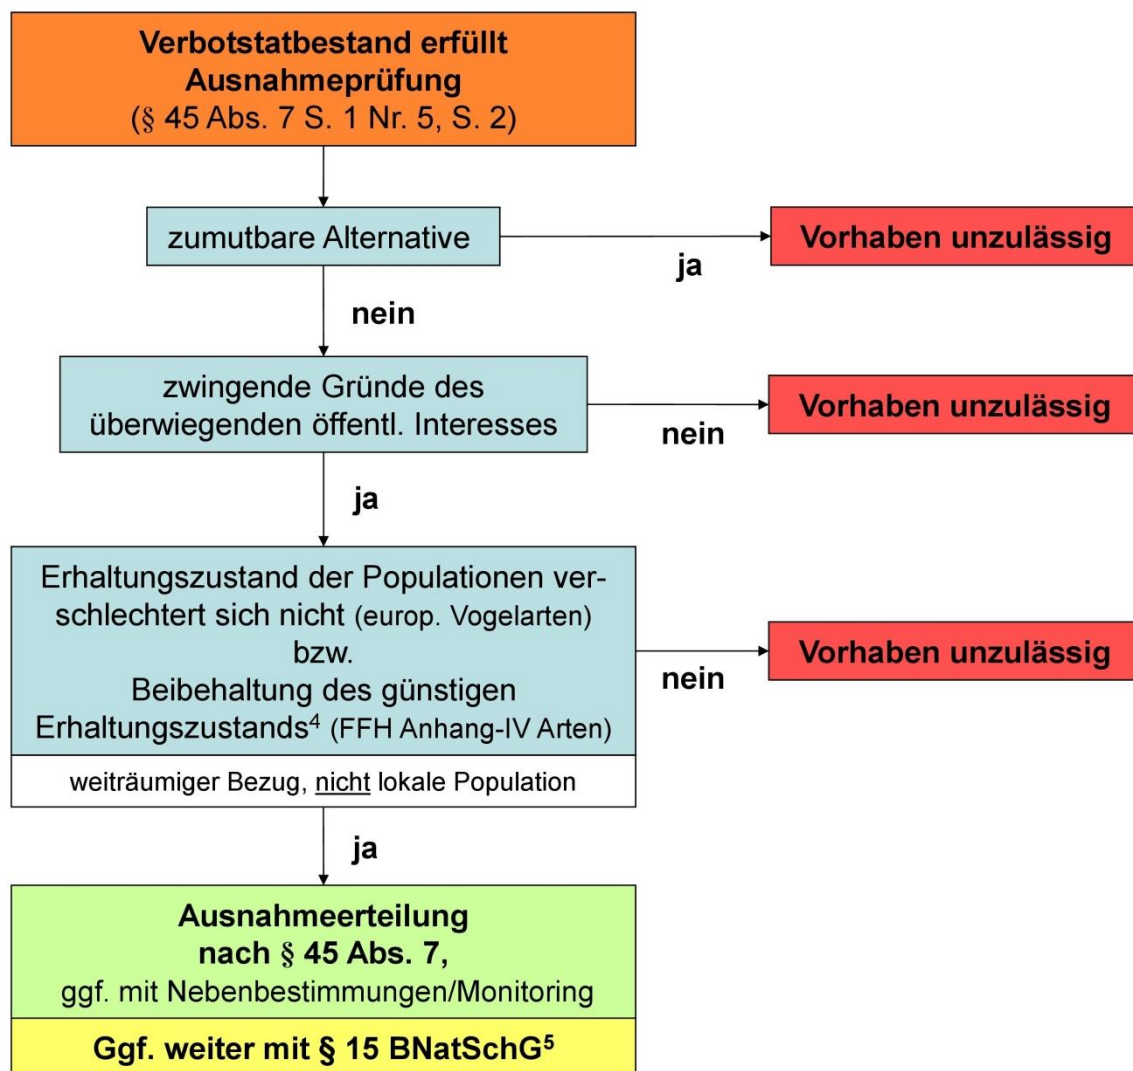 Verbotstatbestand erfüllt
Ausnahmeprüfung
(§ 45 Abs. 7 S. 1 Nr. 5, S. 2)
zumutbare Alternative
ja
Vorhaben unzulässig
nein
zwingende Gründe des
überwiegenden öffentl. Interesses
nein
Vorhaben unzulässig
ja
Erhaltungszustand der Populationen ver-
schlechtert sich nicht (europ. Vogelarten)
bzw.
Beibehaltung des günstigen
Erhaltungszustands⁴ (FFH Anhang-IV Arten)
nein
Vorhaben unzulässig
weiträumiger Bezug, nicht lokale Population
ja
Ausnahmeerteilung
nach § 45 Abs. 7,
ggf. mit Nebenbestimmungen/Monitoring
Ggf. weiter mit § 15 BNatSchG⁵